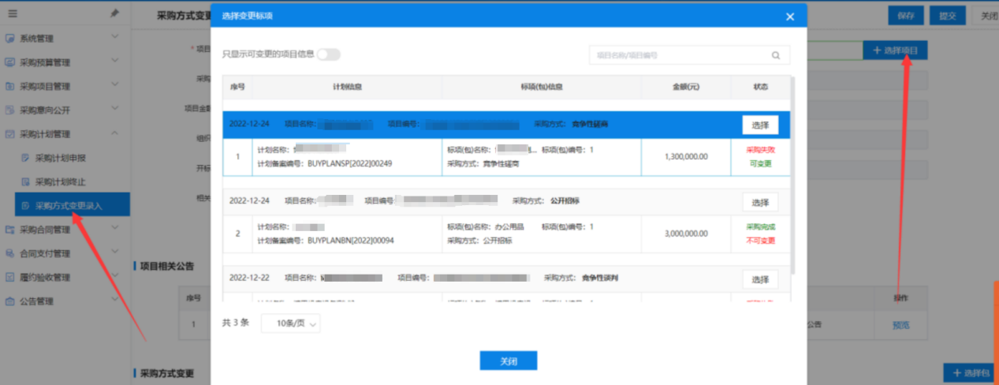 采购方式变更
保存
提交
关闭
系统管理
采购预算管理
采购项目管理
采购意向公开
采购计划管理
采购计划申报
采购计划终止
采购方式变更录入
采购合同管理
合同支付管理
履约验收管理
公告管理
* 项目
采购
项目金额
组织
开标
相关
+ 选择项目
选择变更标项
只显示可变更的项目信息
项目名称/项目编号
序号 计划信息 标项(包)信息 金额(元) 状态
2022-12-24 项目名称: 项目编号: 采购方式: 竞争性磋商 选择
1 计划名称: 标项(包)名称: 标项(包)编号: 1 1,300,000.00 采购失败
计划备案编号: BUYPLANSP[2022]00249 采购方式: 竞争性磋商 可变更
2022-12-24 项目名称: 项目编号: 采购方式: 公开招标 选择
2 计划名称: 标项(包)名称: 办公用品 标项(包)编号: 1 3,000,000.00 采购完成
计划备案编号: BUYPLANBN[2022]00094 采购方式: 公开招标 不可变更
2022-12-22 项目名称: 项目编号: 采购方式: 竞争性谈判 选择
共 3 条 10条/页
关闭
项目相关公告
序号 操作
1 公告 预览
采购方式变更
+ 选择包